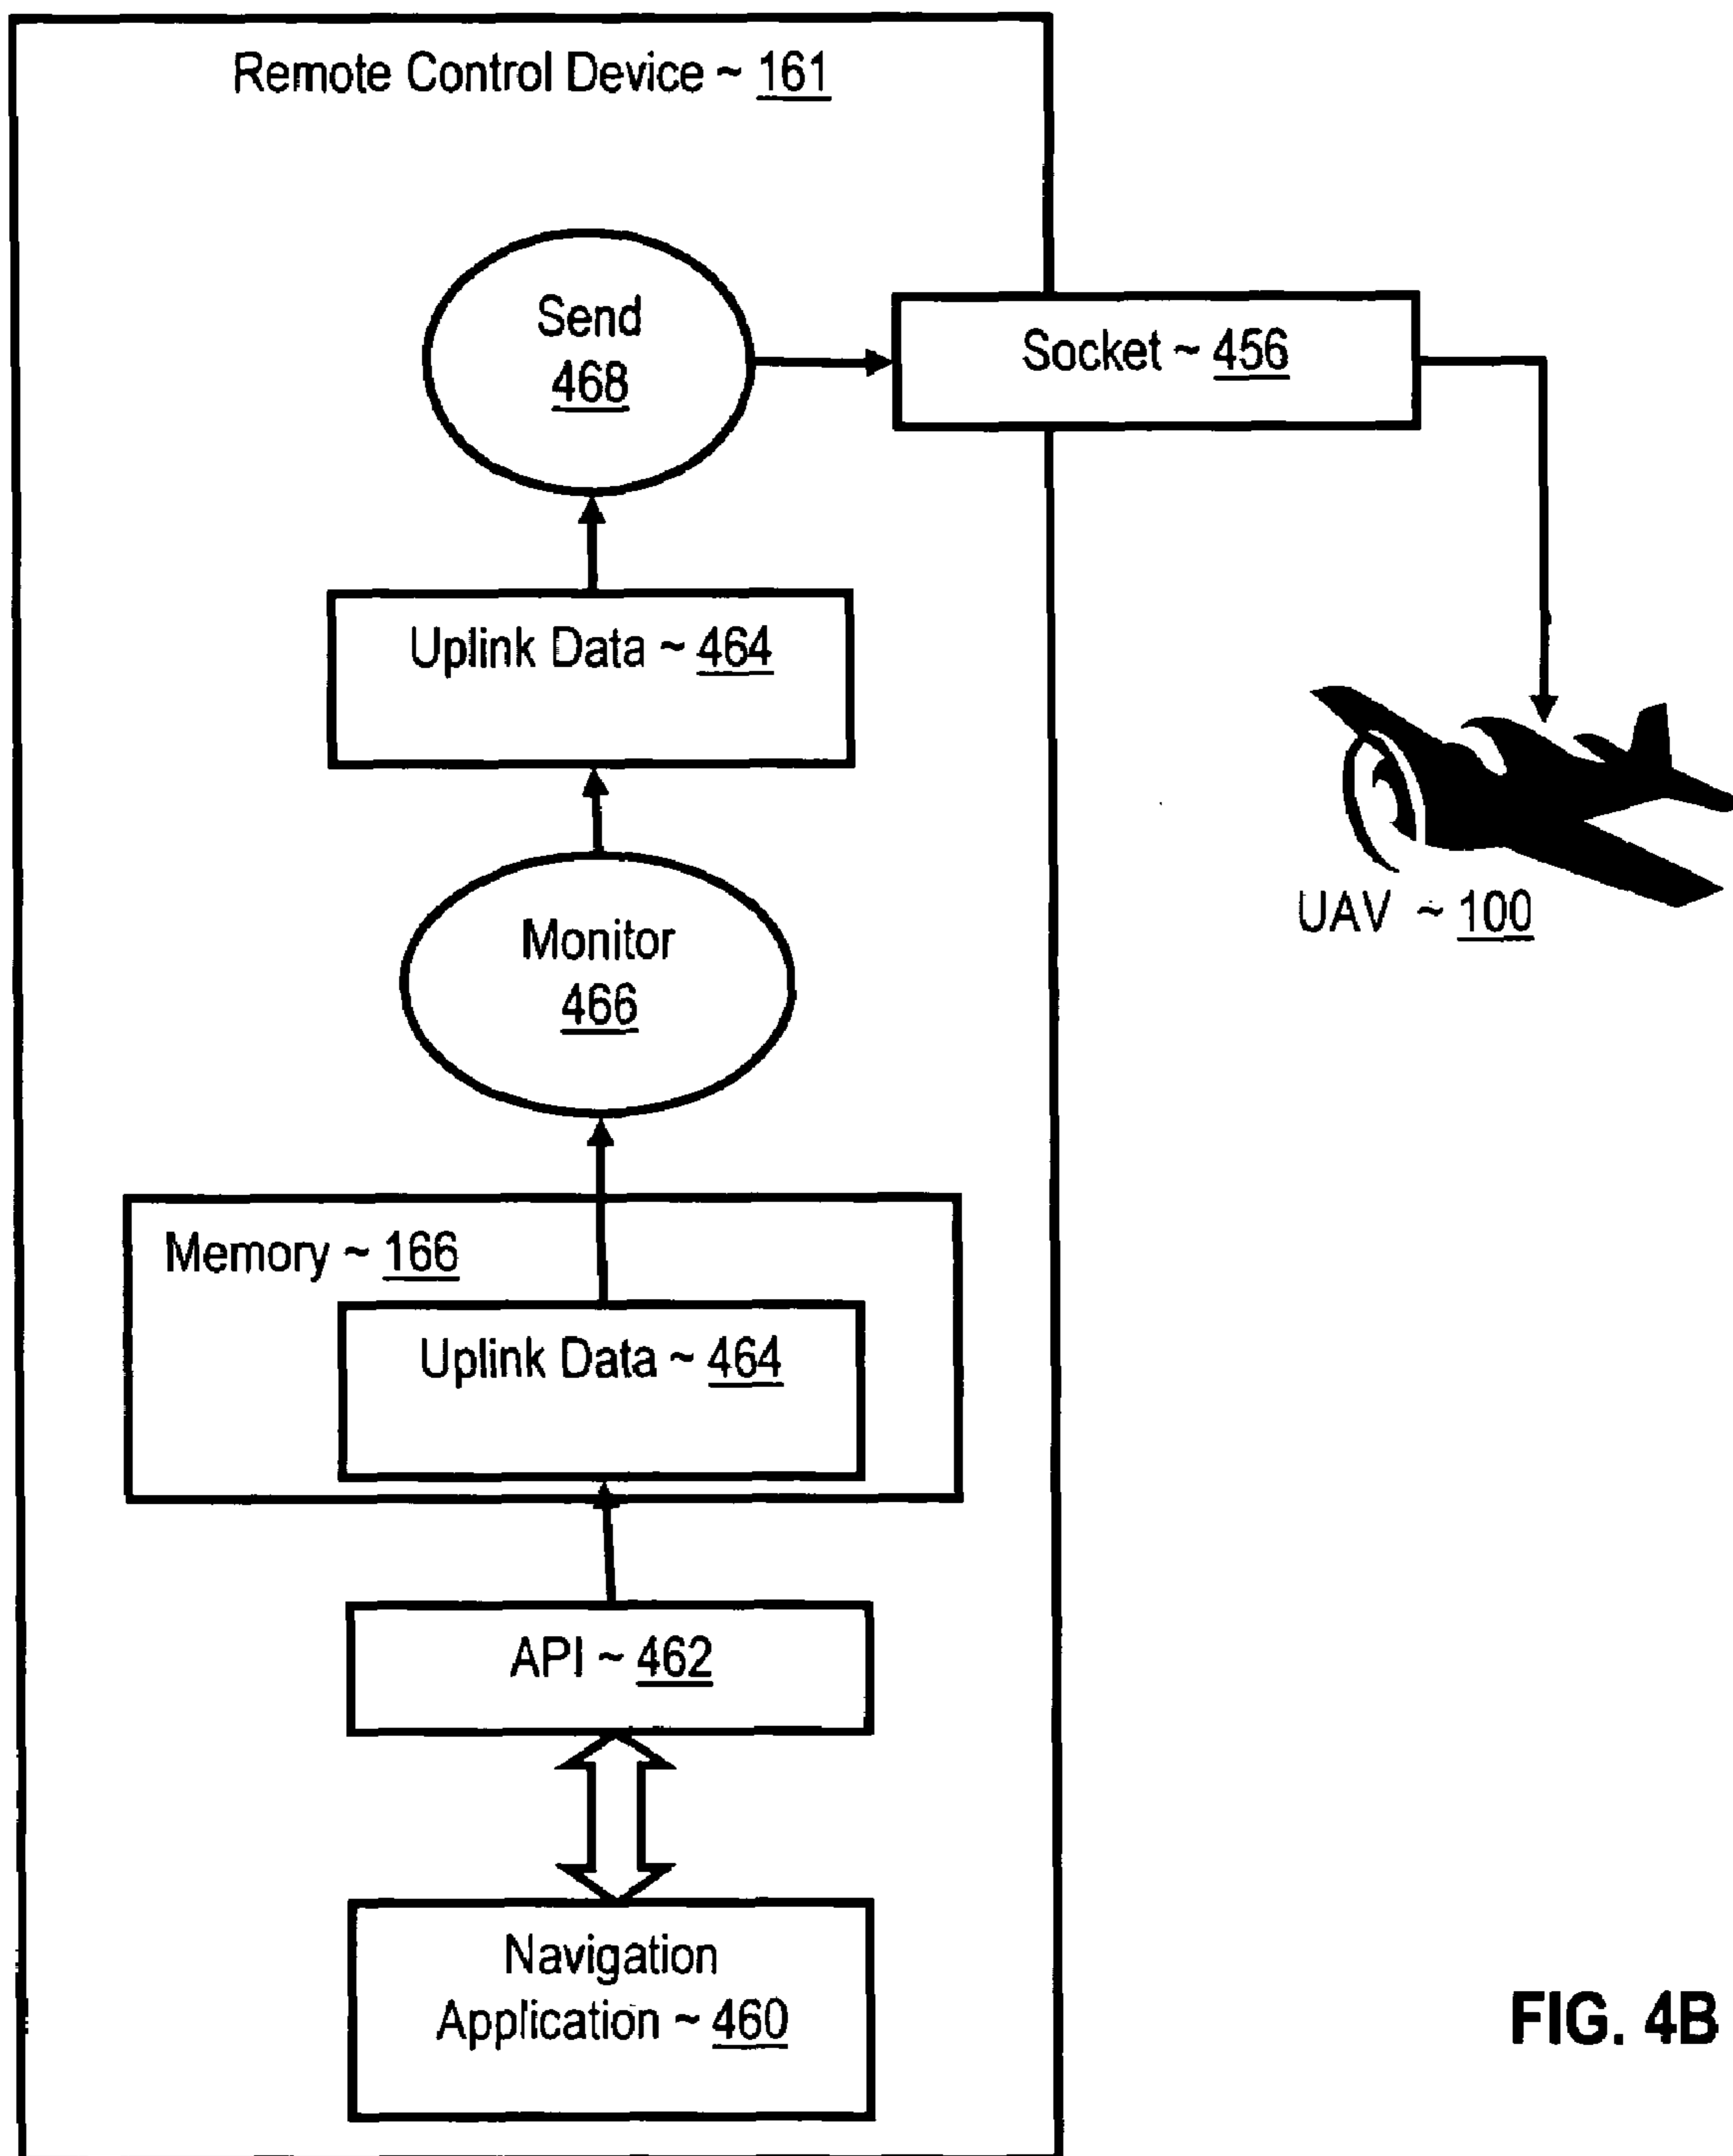 Remote Control Device ~ 161
Send
468
Socket ~ 456
Uplink Data ~ 464
UAV ~ 100
Monitor
466
Memory ~ 166
Uplink Data ~ 464
API ~ 462
Navigation
Application ~ 460
FIG. 4B